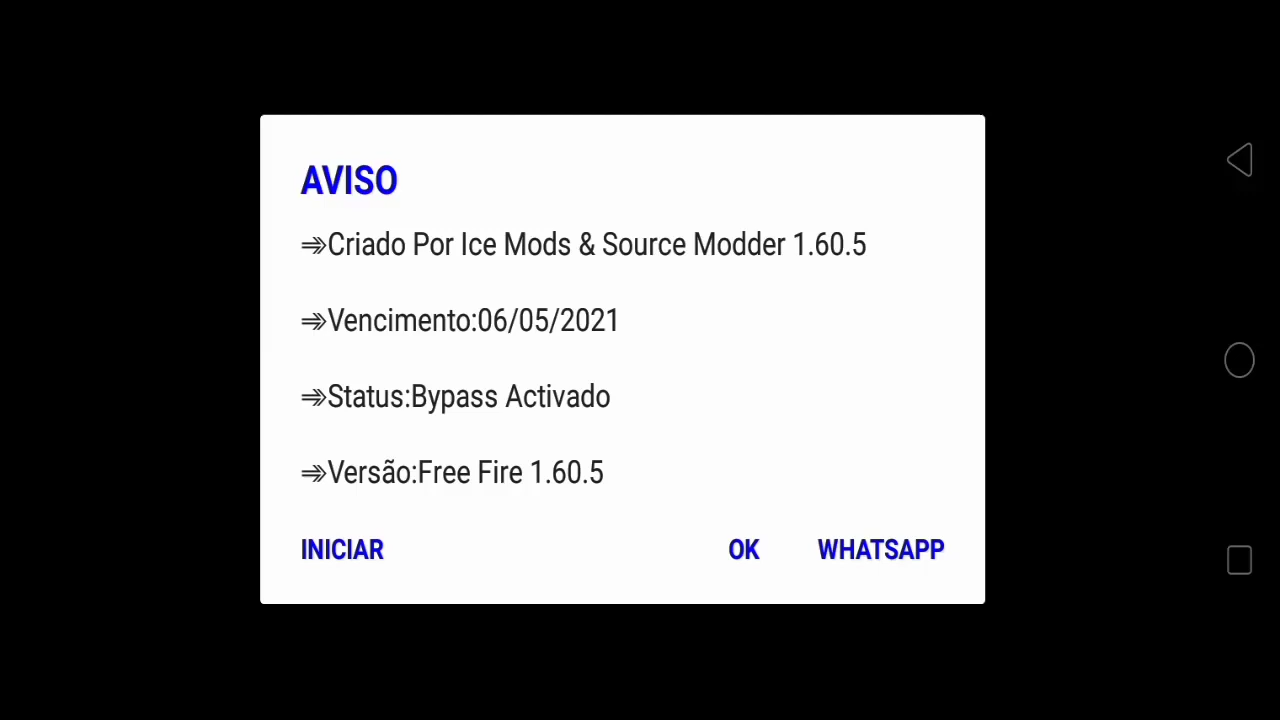 AVISO
⇛Criado Por Ice Mods & Source Modder 1.60.5
⇛Vencimento:06/05/2021
⇛Status:Bypass Activado
⇛Versão:Free Fire 1.60.5
INICIAR OK WHATSAPP